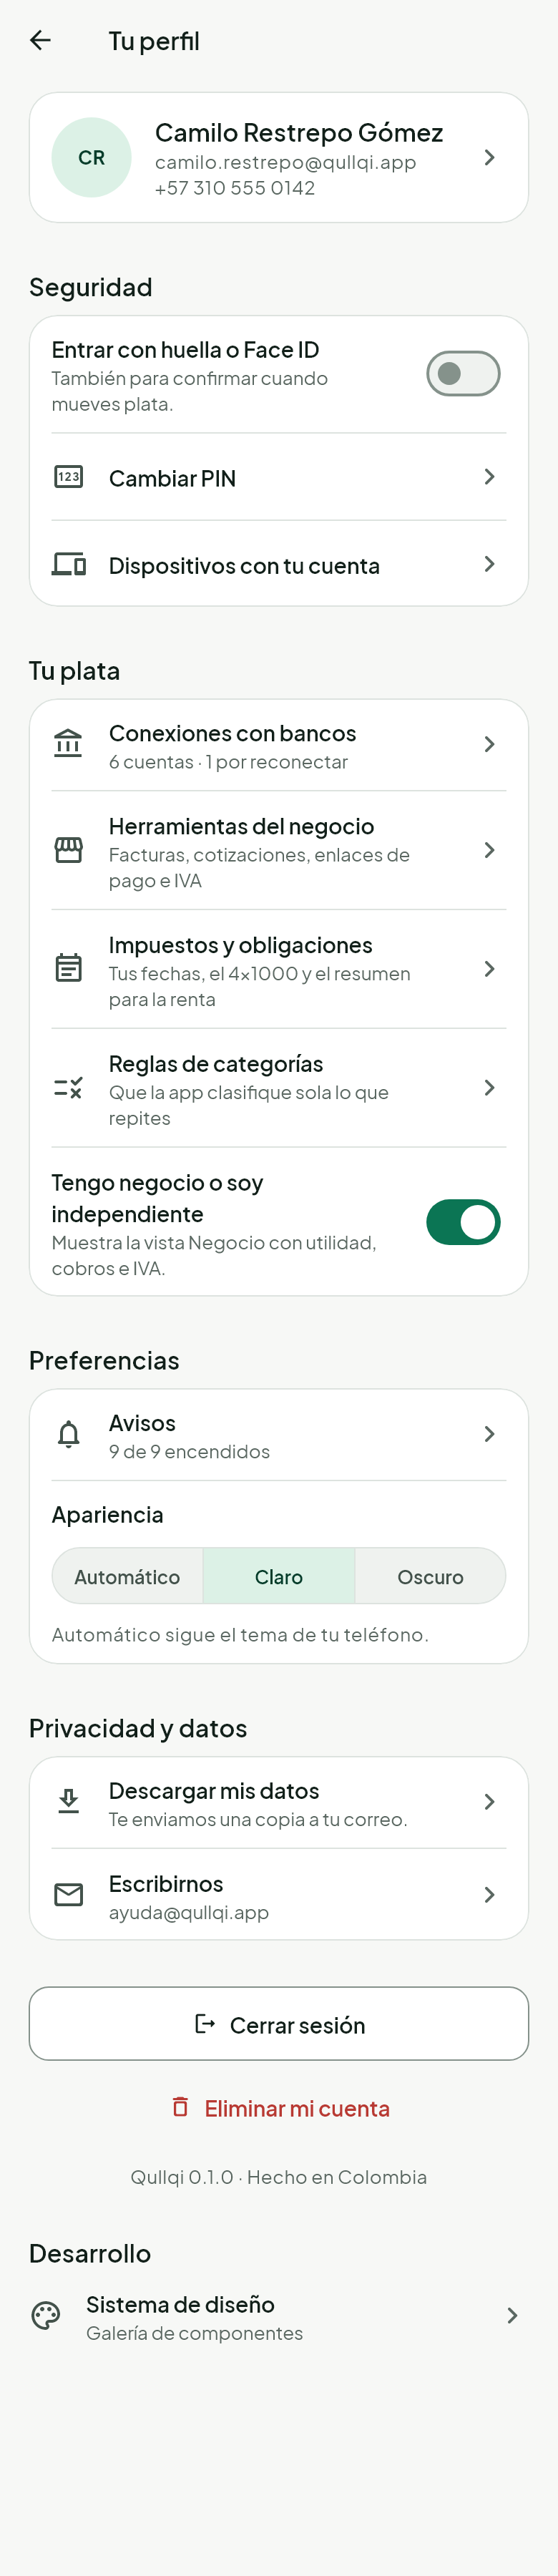 Tu perfil
CR
Camilo Restrepo Gómez
camilo.restrepo@qullqi.app
+57 310 555 0142
Seguridad
Entrar con huella o Face ID
También para confirmar cuando
mueves plata.
123
Cambiar PIN
Dispositivos con tu cuenta
Tu plata
Conexiones con bancos
6 cuentas · 1 por reconectar
Herramientas del negocio
Facturas, cotizaciones, enlaces de
pago e IVA
Impuestos y obligaciones
Tus fechas, el 4×1000 y el resumen
para la renta
Reglas de categorías
Que la app clasifique sola lo que
repites
Tengo negocio o soy
independiente
Muestra la vista Negocio con utilidad,
cobros e IVA.
Preferencias
Avisos
9 de 9 encendidos
Apariencia
Automático Claro Oscuro
Automático sigue el tema de tu teléfono.
Privacidad y datos
Descargar mis datos
Te enviamos una copia a tu correo.
Escribirnos
ayuda@qullqi.app
Cerrar sesión
Eliminar mi cuenta
Qullqi 0.1.0 · Hecho en Colombia
Desarrollo
Sistema de diseño
Galería de componentes